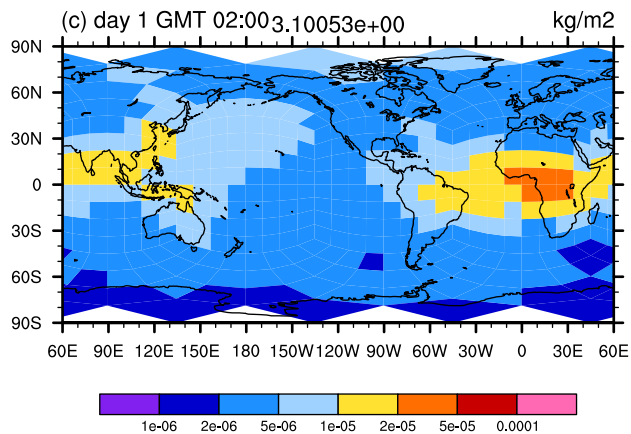 (c) day 1 GMT 02:00 3.10053e+00 kg/m2
90N
60N
30N
0
30S
60S
90S
60E 90E 120E 150E 180 150W 120W 90W 60W 30W 0 30E 60E
1e-06 2e-06 5e-06 1e-05 2e-05 5e-05 0.0001